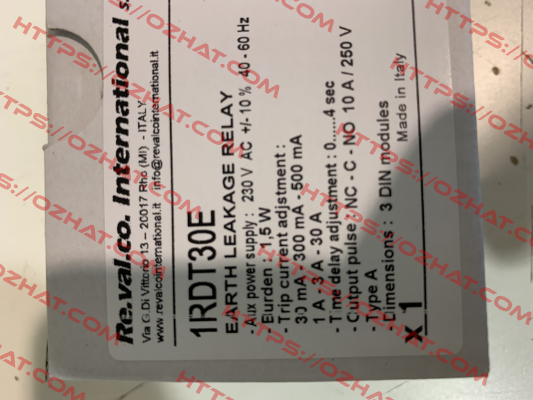 Re.val.co. International s.
Via G.Di Vittorio 13 – 20017 Rho (MI) - ITALY
www.revalcointernational.it info@revalcointernational.it
1RDT30E
EARTH LEAKAGE RELAY
- Aux power supply : 230 V AC +/- 10 % 40 - 60 Hz
- Burden : 1,5 W
- Trip current adjstment :
30 mA - 300 mA - 500 mA
1 A - 3 A - 30 A
- Time delay adjustment : 0......4 sec
- Output pulse : NC - C - NO 10 A / 250 V
- Type A
- Dimensions : 3 DIN modules
Made in Italy
x 1
HTTPS://OZHAT.COM